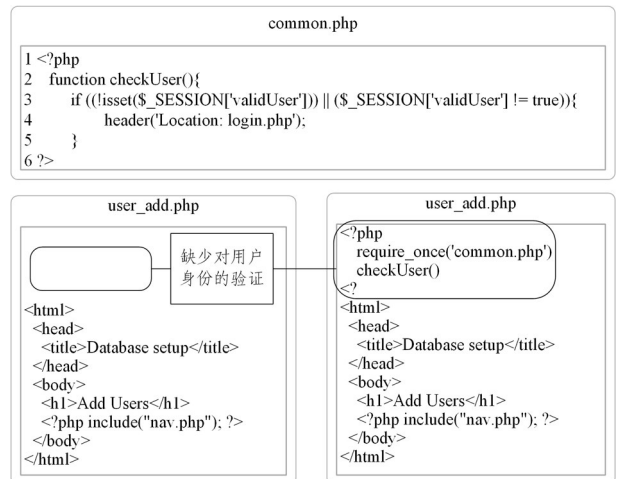 common.php
1 <?php
2 function checkUser(){
3 if ((!isset($_SESSION['validUser'])) || ($_SESSION['validUser'] != true)){
4 header('Location: login.php');
5 }
6 ?>
user_add.php
缺少对用户
身份的验证
<html>
<head>
<title>Database setup</title>
</head>
<body>
<h1>Add Users</h1>
<?php include("nav.php"); ?>
</body>
</html>
user_add.php
<?php
require_once('common.php')
checkUser()
<?
<html>
<head>
<title>Database setup</title>
</head>
<body>
<h1>Add Users</h1>
<?php include("nav.php"); ?>
</body>
</html>